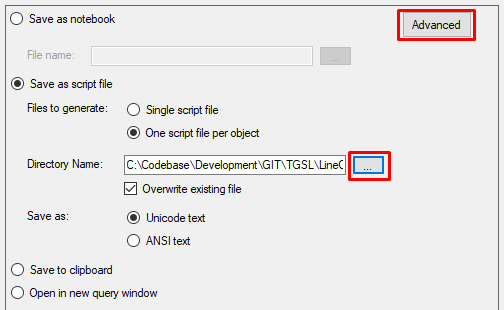 Save as notebook
Advanced
File name:
...
Save as script file
Files to generate:
Single script file
One script file per object
Directory Name:
C:\Codebase\Development\GIT\TGSL\Line
...
Overwrite existing file
Save as:
Unicode text
ANSI text
Save to clipboard
Open in new query window